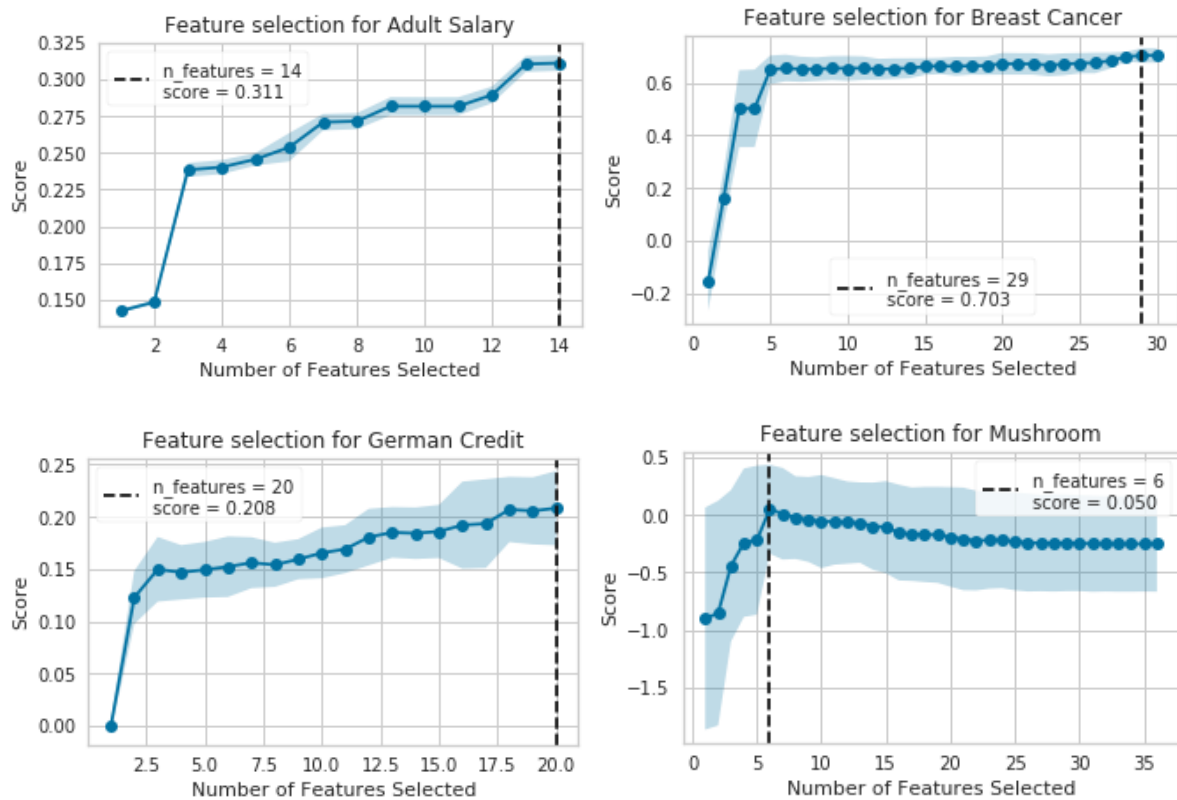 Feature selection for Adult Salary
0.325
0.300
0.275
0.250
0.225
0.200
0.175
0.150
Score
n_features = 14
score = 0.311
2 4 6 8 10 12 14
Number of Features Selected
Feature selection for Breast Cancer
0.6
0.4
0.2
0.0
−0.2
Score
n_features = 29
score = 0.703
0 5 10 15 20 25 30
Number of Features Selected
Feature selection for German Credit
0.25
0.20
0.15
0.10
0.05
0.00
Score
n_features = 20
score = 0.208
2.5 5.0 7.5 10.0 12.5 15.0 17.5 20.0
Number of Features Selected
Feature selection for Mushroom
0.5
0.0
−0.5
−1.0
−1.5
Score
n_features = 6
score = 0.050
0 5 10 15 20 25 30 35
Number of Features Selected